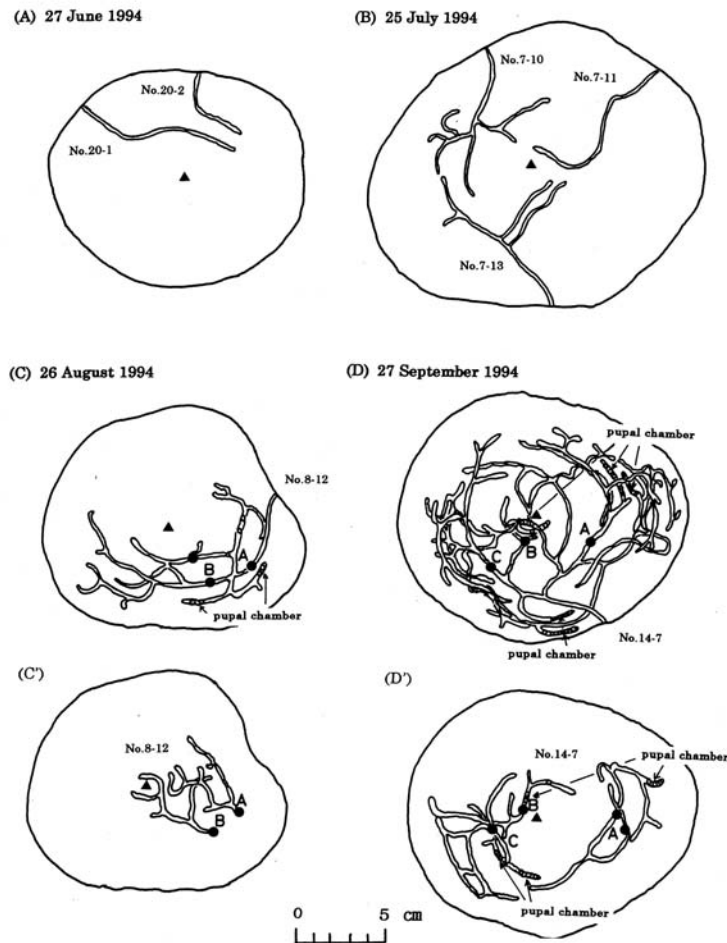 (A) 27 June 1994
(B) 25 July 1994
No.20-2
No.20-1
No.7-10
No.7-11
No.7-13
(C) 26 August 1994
(D) 27 September 1994
pupal chamber
No.8-12
A
B
pupal chamber
A
B
C
No.14-7
pupal chamber
(C')
(D')
No.8-12
A
B
No.14-7
pupal chamber
B
A
C
pupal chamber
0 5 cm